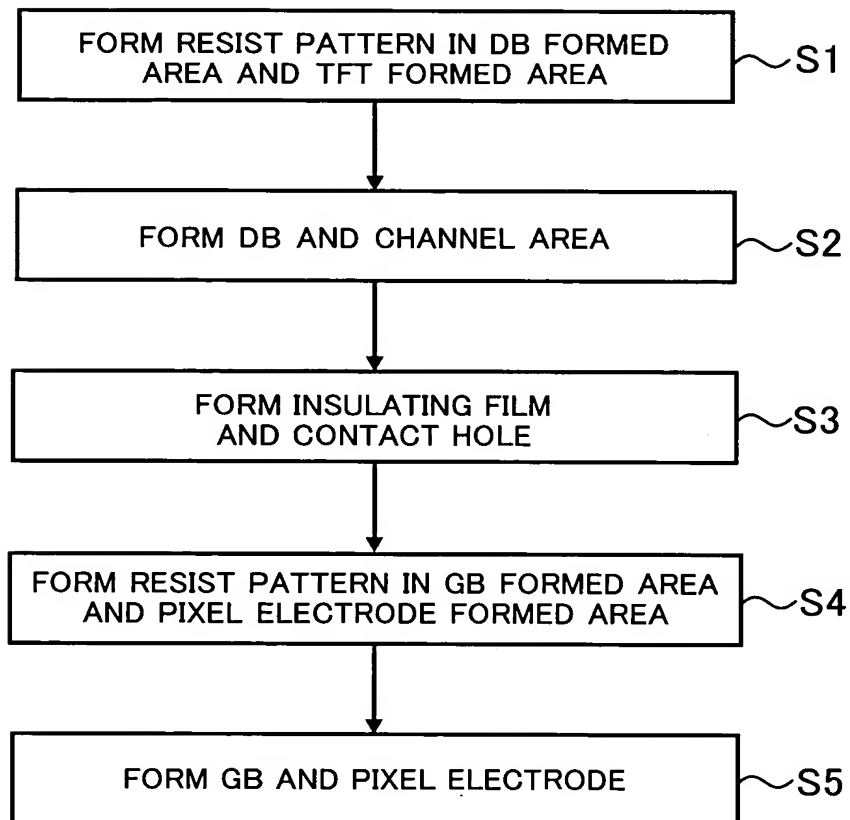 FORM RESIST PATTERN IN DB FORMED
AREA AND TFT FORMED AREA
S1
FORM DB AND CHANNEL AREA
S2
FORM INSULATING FILM
AND CONTACT HOLE
S3
FORM RESIST PATTERN IN GB FORMED AREA
AND PIXEL ELECTRODE FORMED AREA
S4
FORM GB AND PIXEL ELECTRODE
S5